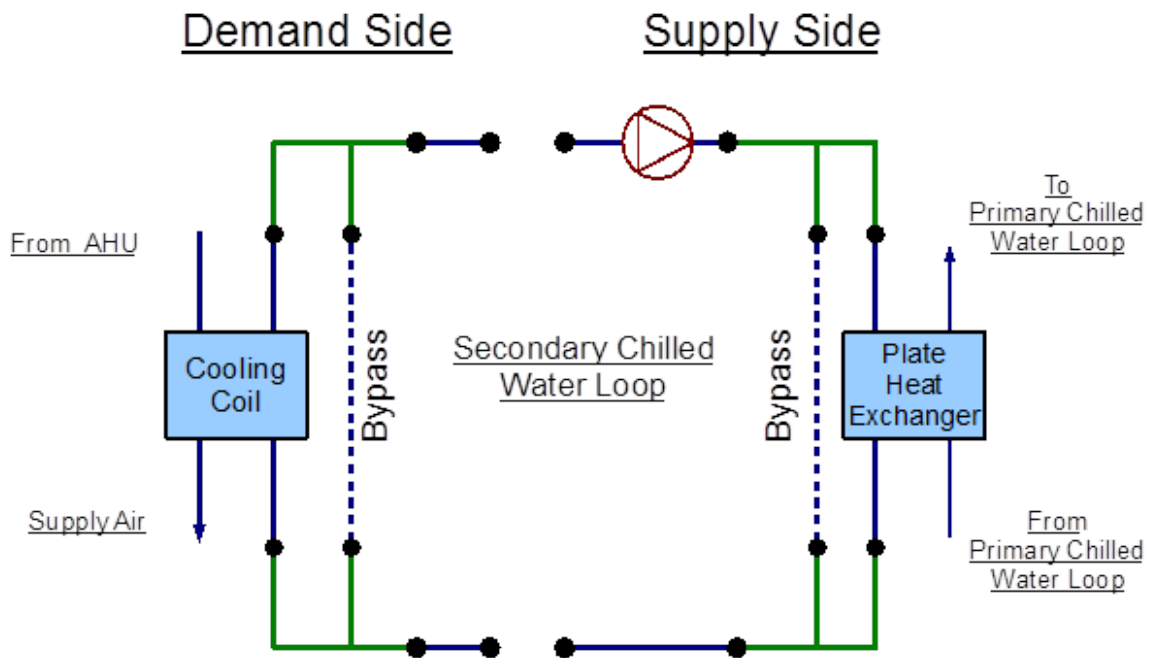 Demand Side
Supply Side
From AHU
To
Primary Chilled
Water Loop
Cooling
Coil
Bypass
Secondary Chilled
Water Loop
Bypass
Plate
Heat
Exchanger
Supply Air
From
Primary Chilled
Water Loop